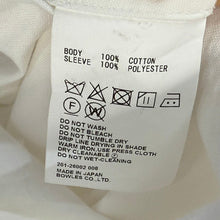 BODY 100% COTTON
SLEEVE 100% POLYESTER
DO NOT WASH
DO NOT BLEACH
DO NOT TUMBLE DRY
DRIP LINE DRYING IN SHADE
WARM IRON.USE PRESS CLOTH
DRY CLEANABLE Ⓕ
DO NOT WET-CLEANING
201-26002 008
MADE IN JAPAN
BOWLES CO.,LTD.